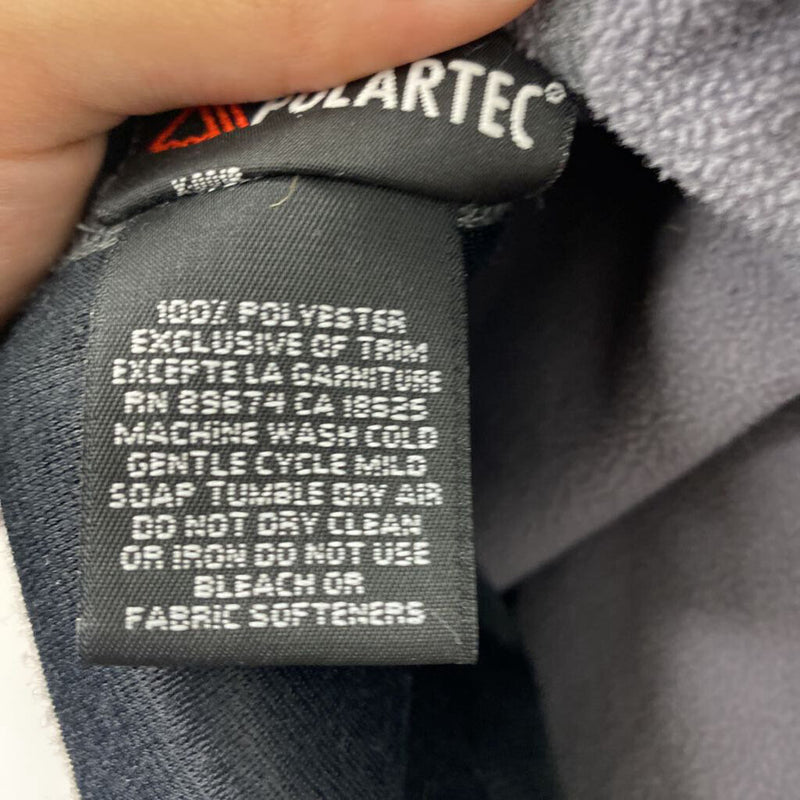 POLARTEC®
100% POLYESTER
EXCLUSIVE OF TRIM
EXCEPTE LA GARNITURE
RN 89674 CA 18625
MACHINE WASH COLD
GENTLE CYCLE MILD
SOAP TUMBLE DRY AIR
DO NOT DRY CLEAN
OR IRON DO NOT USE
BLEACH OR
FABRIC SOFTENERS